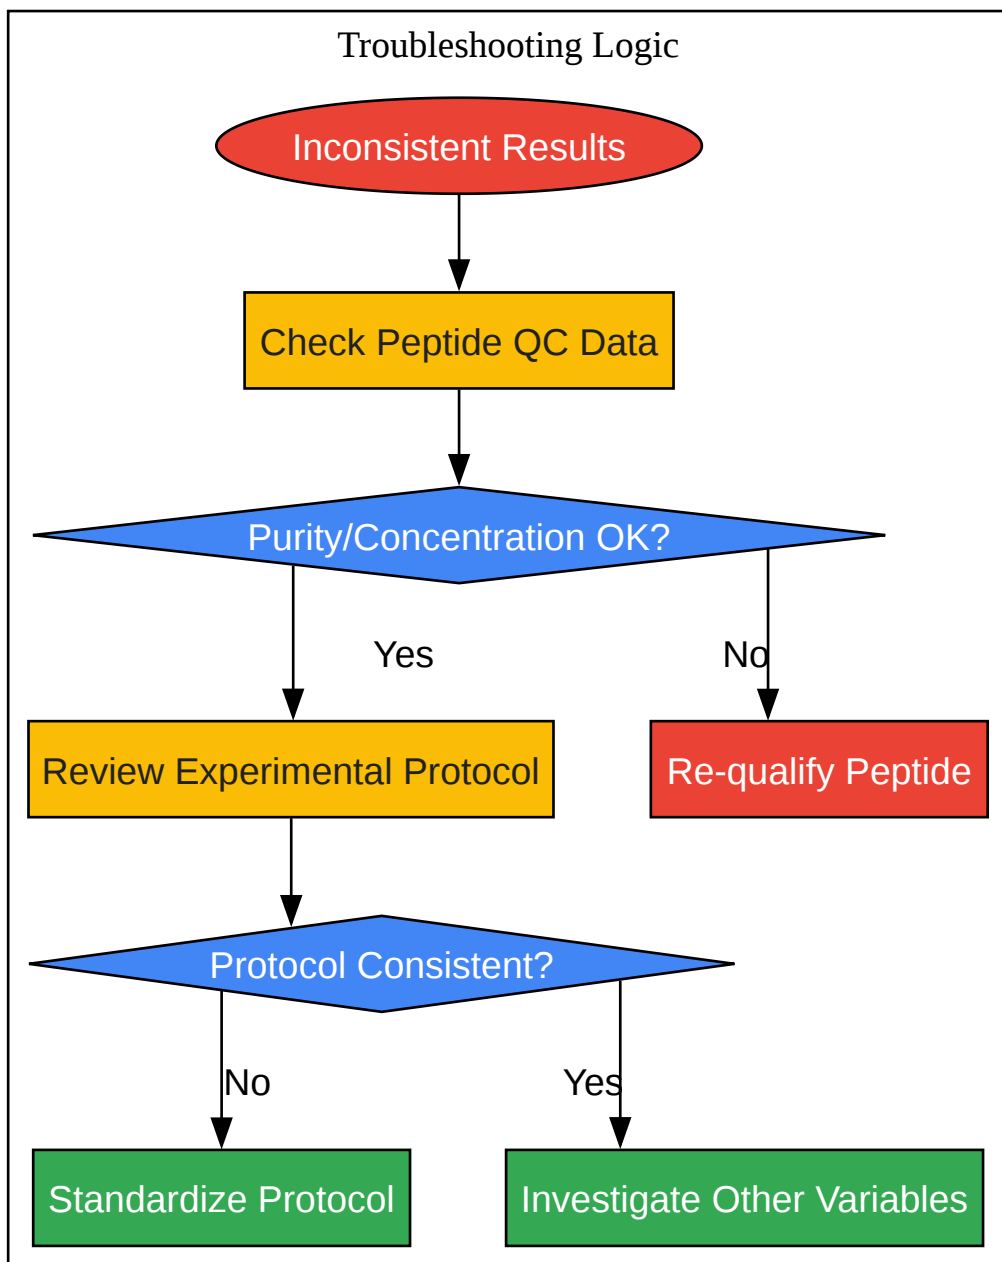 Troubleshooting Logic
Inconsistent Results
Check Peptide QC Data
Purity/Concentration OK?
Yes
No
Review Experimental Protocol
Re-qualify Peptide
Protocol Consistent?
No
Yes
Standardize Protocol
Investigate Other Variables